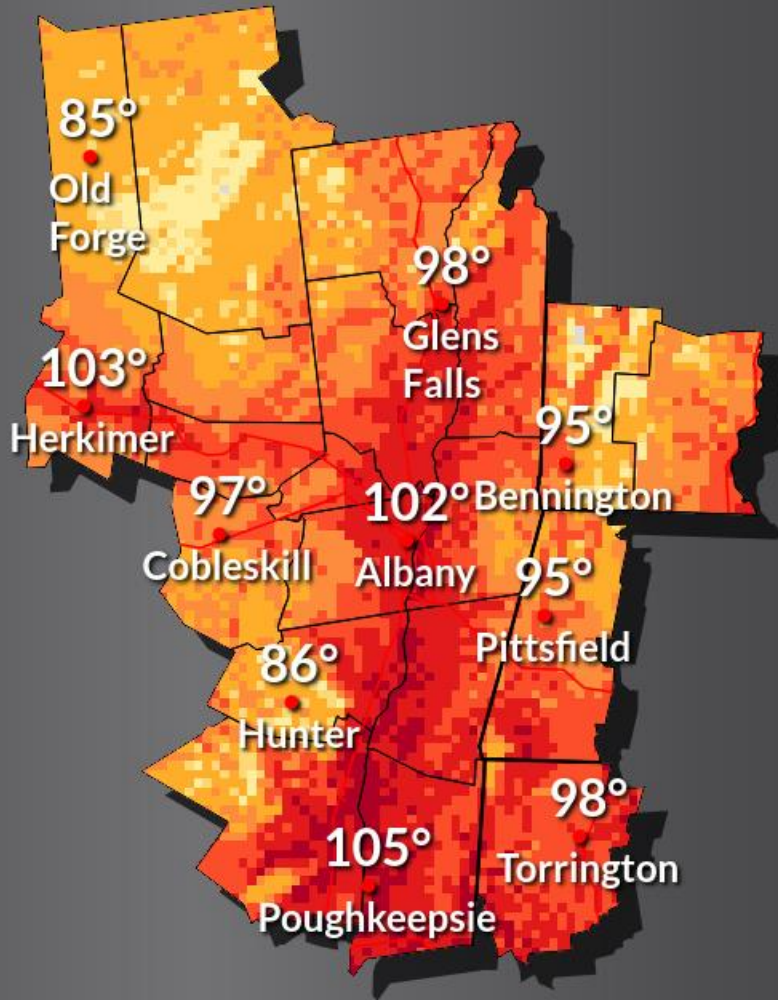 85°
Old
Forge
98°
Glens
Falls
103°
Herkimer
95°
Bennington
97°
Cobleskill
102°
Albany
95°
Pittsfield
86°
Hunter
98°
Torrington
105°
Poughkeepsie